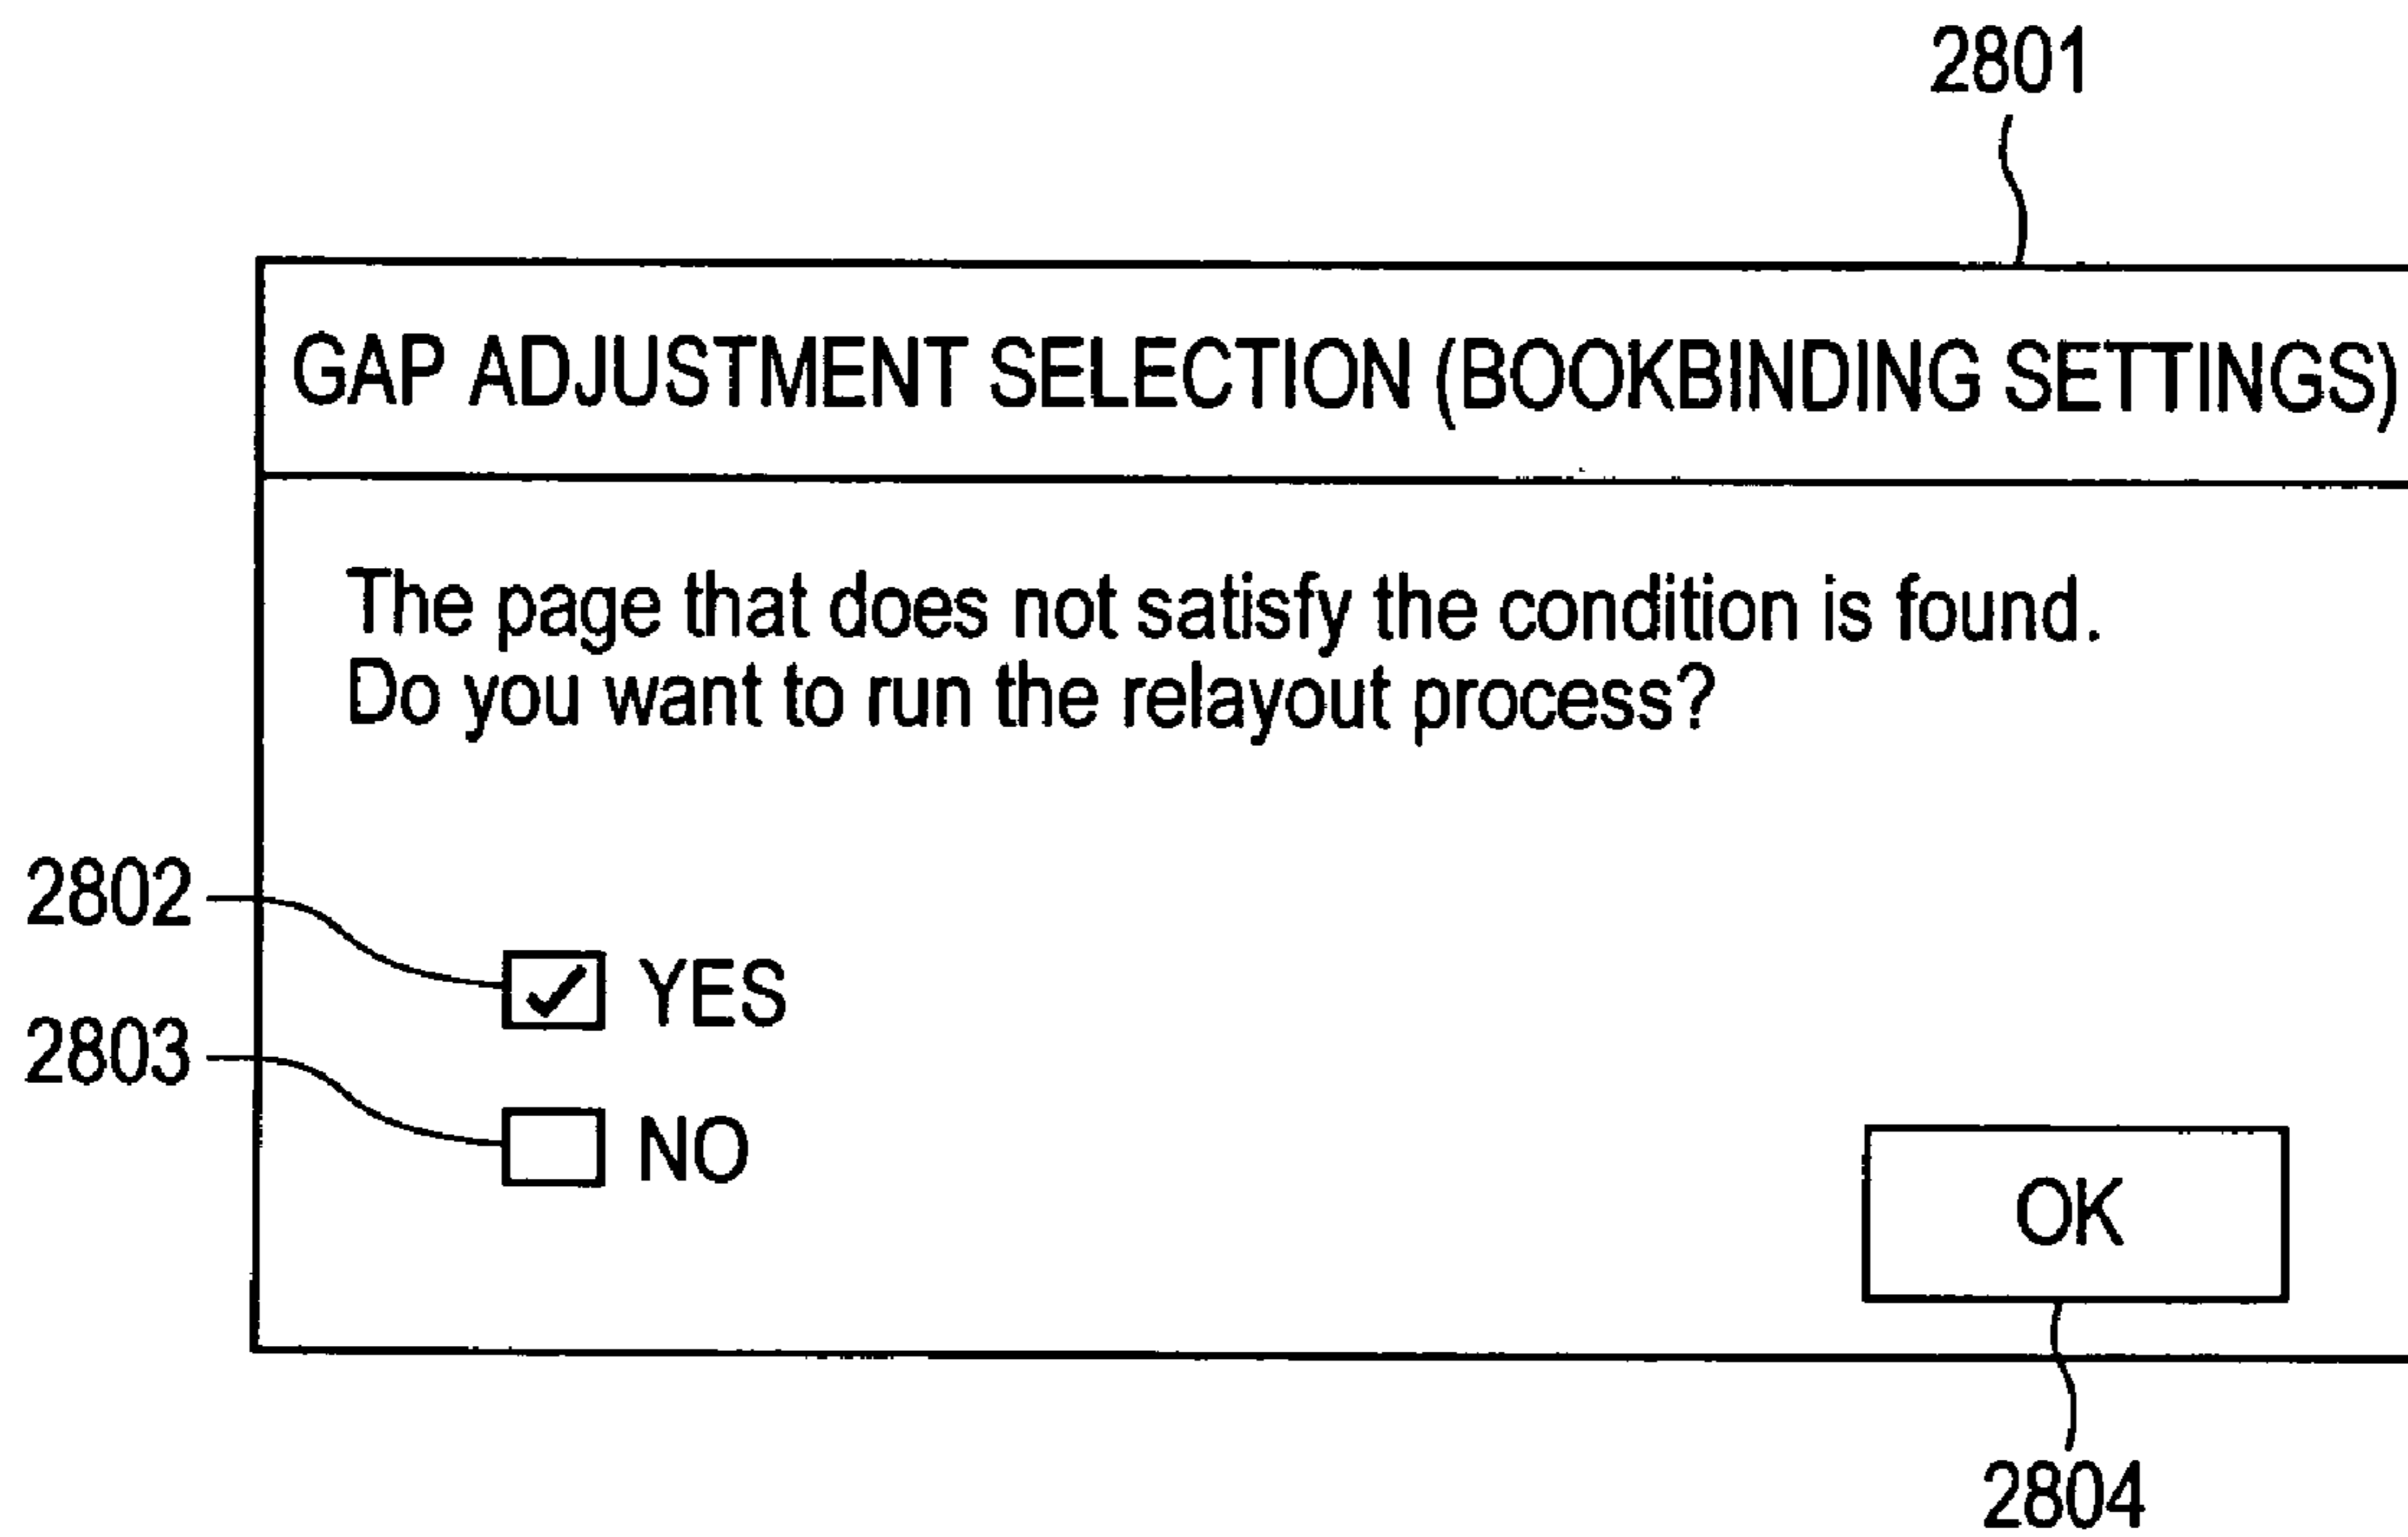 2801
GAP ADJUSTMENT SELECTION (BOOKBINDING SETTINGS)
The page that does not satisfy the condition is found.
Do you want to run the relayout process?
2802
YES
2803
NO
OK
2804